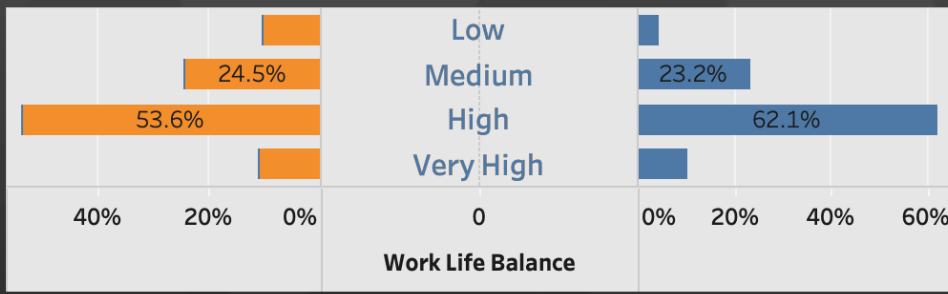 Low
24.5% Medium 23.2%
53.6% High 62.1%
Very High
40% 20% 0% 0 0% 20% 40% 60%
Work Life Balance